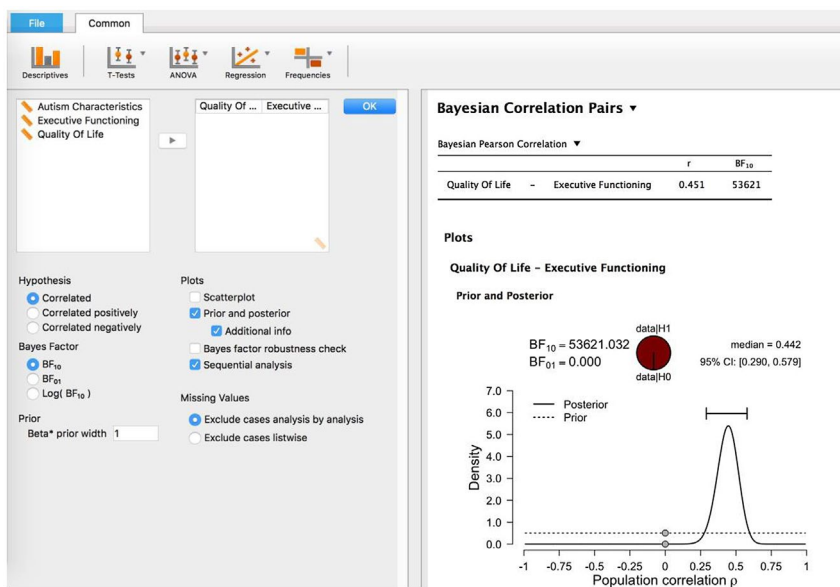 File
Common
Descriptives
T-Tests
ANOVA
Regression
Frequencies
Autism Characteristics
Executive Functioning
Quality Of Life
Quality Of ...
Executive ...
OK
Hypothesis
Correlated
Correlated positively
Correlated negatively
Bayes Factor
BF₁₀
BF₀₁
Log( BF₁₀ )
Prior
Beta* prior width 1
Plots
Scatterplot
Prior and posterior
Additional info
Bayes factor robustness check
Sequential analysis
Missing Values
Exclude cases analysis by analysis
Exclude cases listwise
Bayesian Correlation Pairs ▼
Bayesian Pearson Correlation ▼
r BF₁₀
Quality Of Life – Executive Functioning 0.451 53621
Plots
Quality Of Life – Executive Functioning
Prior and Posterior
BF₁₀ = 53621.032
BF₀₁ = 0.000
data|H1
data|H0
median = 0.442
95% CI: [0.290, 0.579]
Posterior
Prior
Density
7.0
6.0
5.0
4.0
3.0
2.0
1.0
0.0
-1 -0.75 -0.5 -0.25 0 0.25 0.5 0.75 1
Population correlation ρ